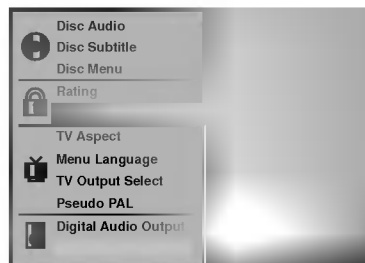 Disc Audio
Disc Subtitle
Disc Menu
Rating
TV Aspect
Menu Language
TV Output Select
Pseudo PAL
Digital Audio Output